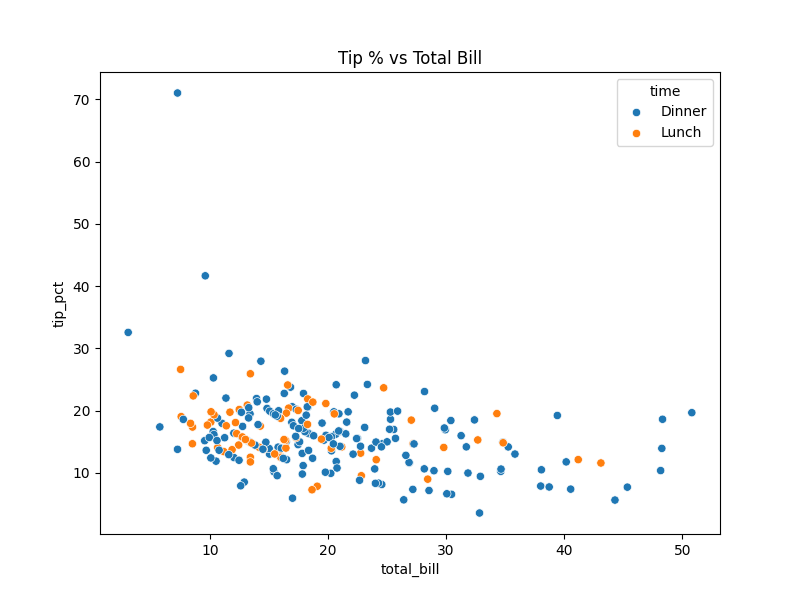 Tip % vs Total Bill
time
Dinner
Lunch
70
60
50
40
30
20
10
tip_pct
10 20 30 40 50
total_bill